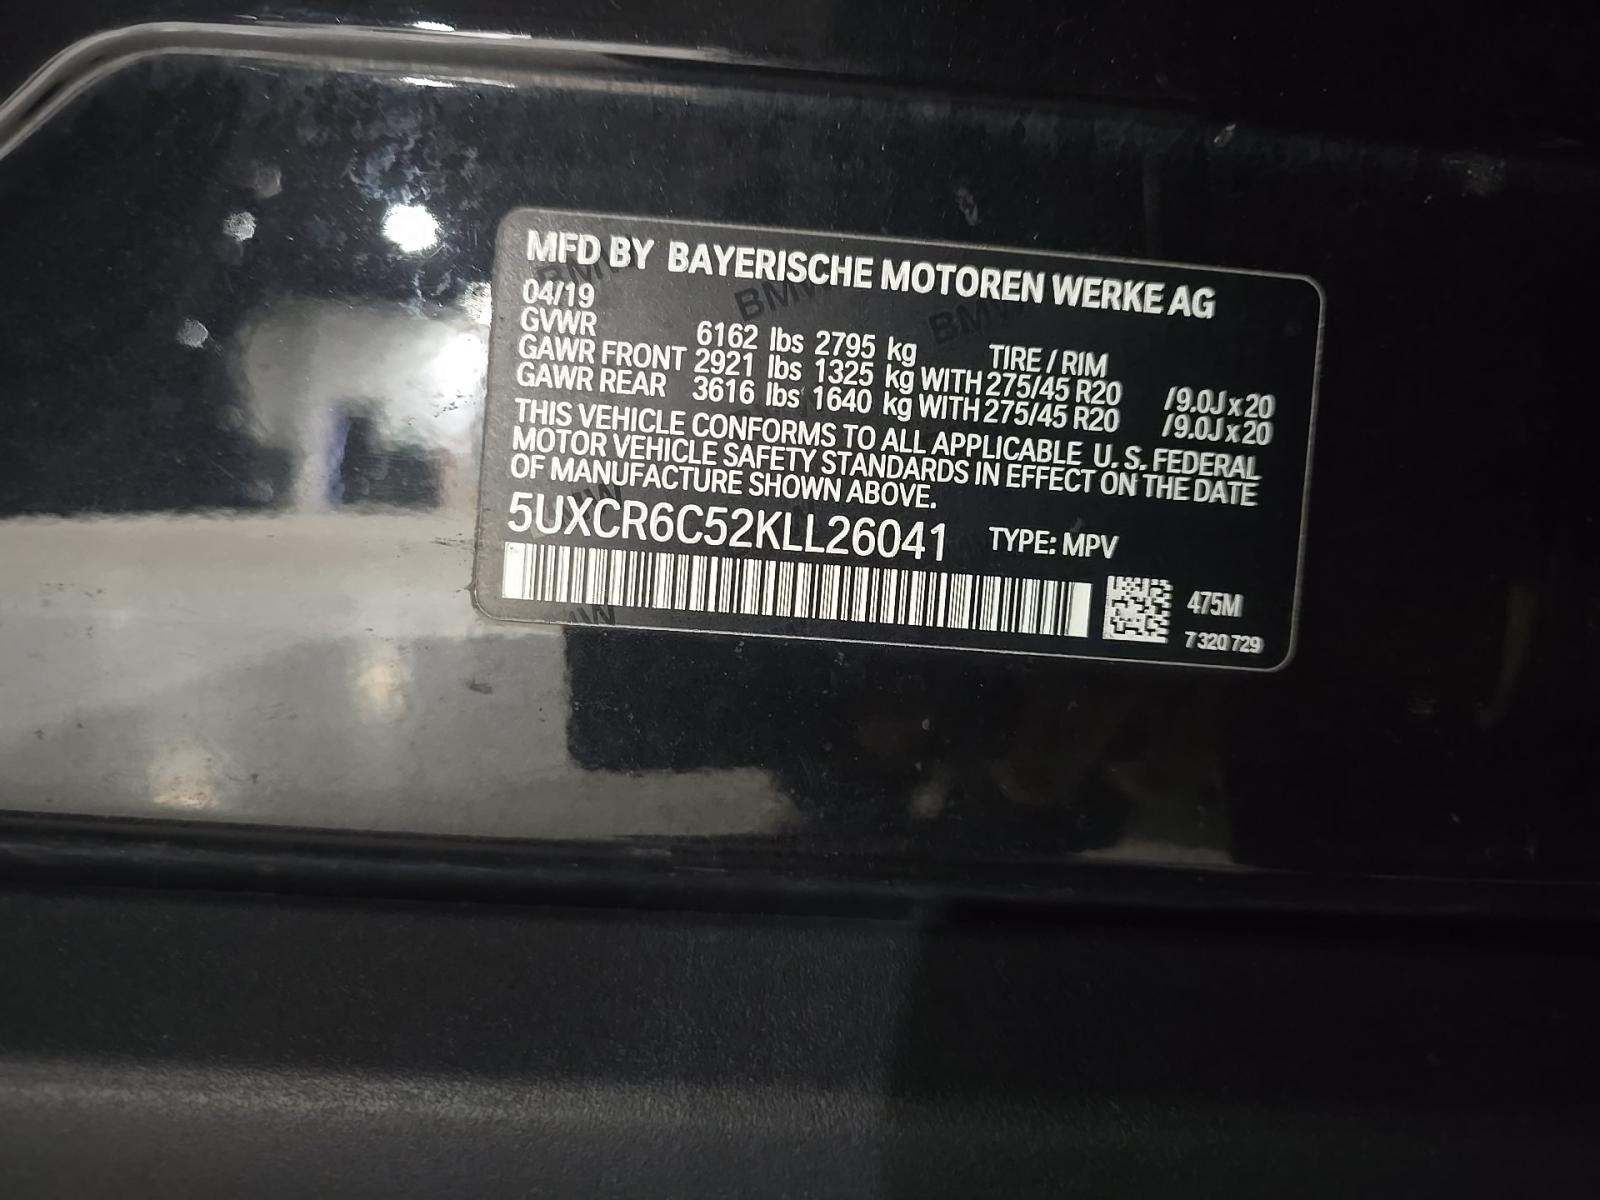 MFD BY BAYERISCHE MOTOREN WERKE AG
04/19
GVWR 6162 lbs 2795 kg TIRE / RIM
GAWR FRONT 2921 lbs 1325 kg WITH 275/45 R20 /9.0J x 20
GAWR REAR 3616 lbs 1640 kg WITH 275/45 R20 /9.0J x 20
THIS VEHICLE CONFORMS TO ALL APPLICABLE U. S. FEDERAL
MOTOR VEHICLE SAFETY STANDARDS IN EFFECT ON THE DATE
OF MANUFACTURE SHOWN ABOVE.
5UXCR6C52KLL26041 TYPE: MPV
475M
7 320 729